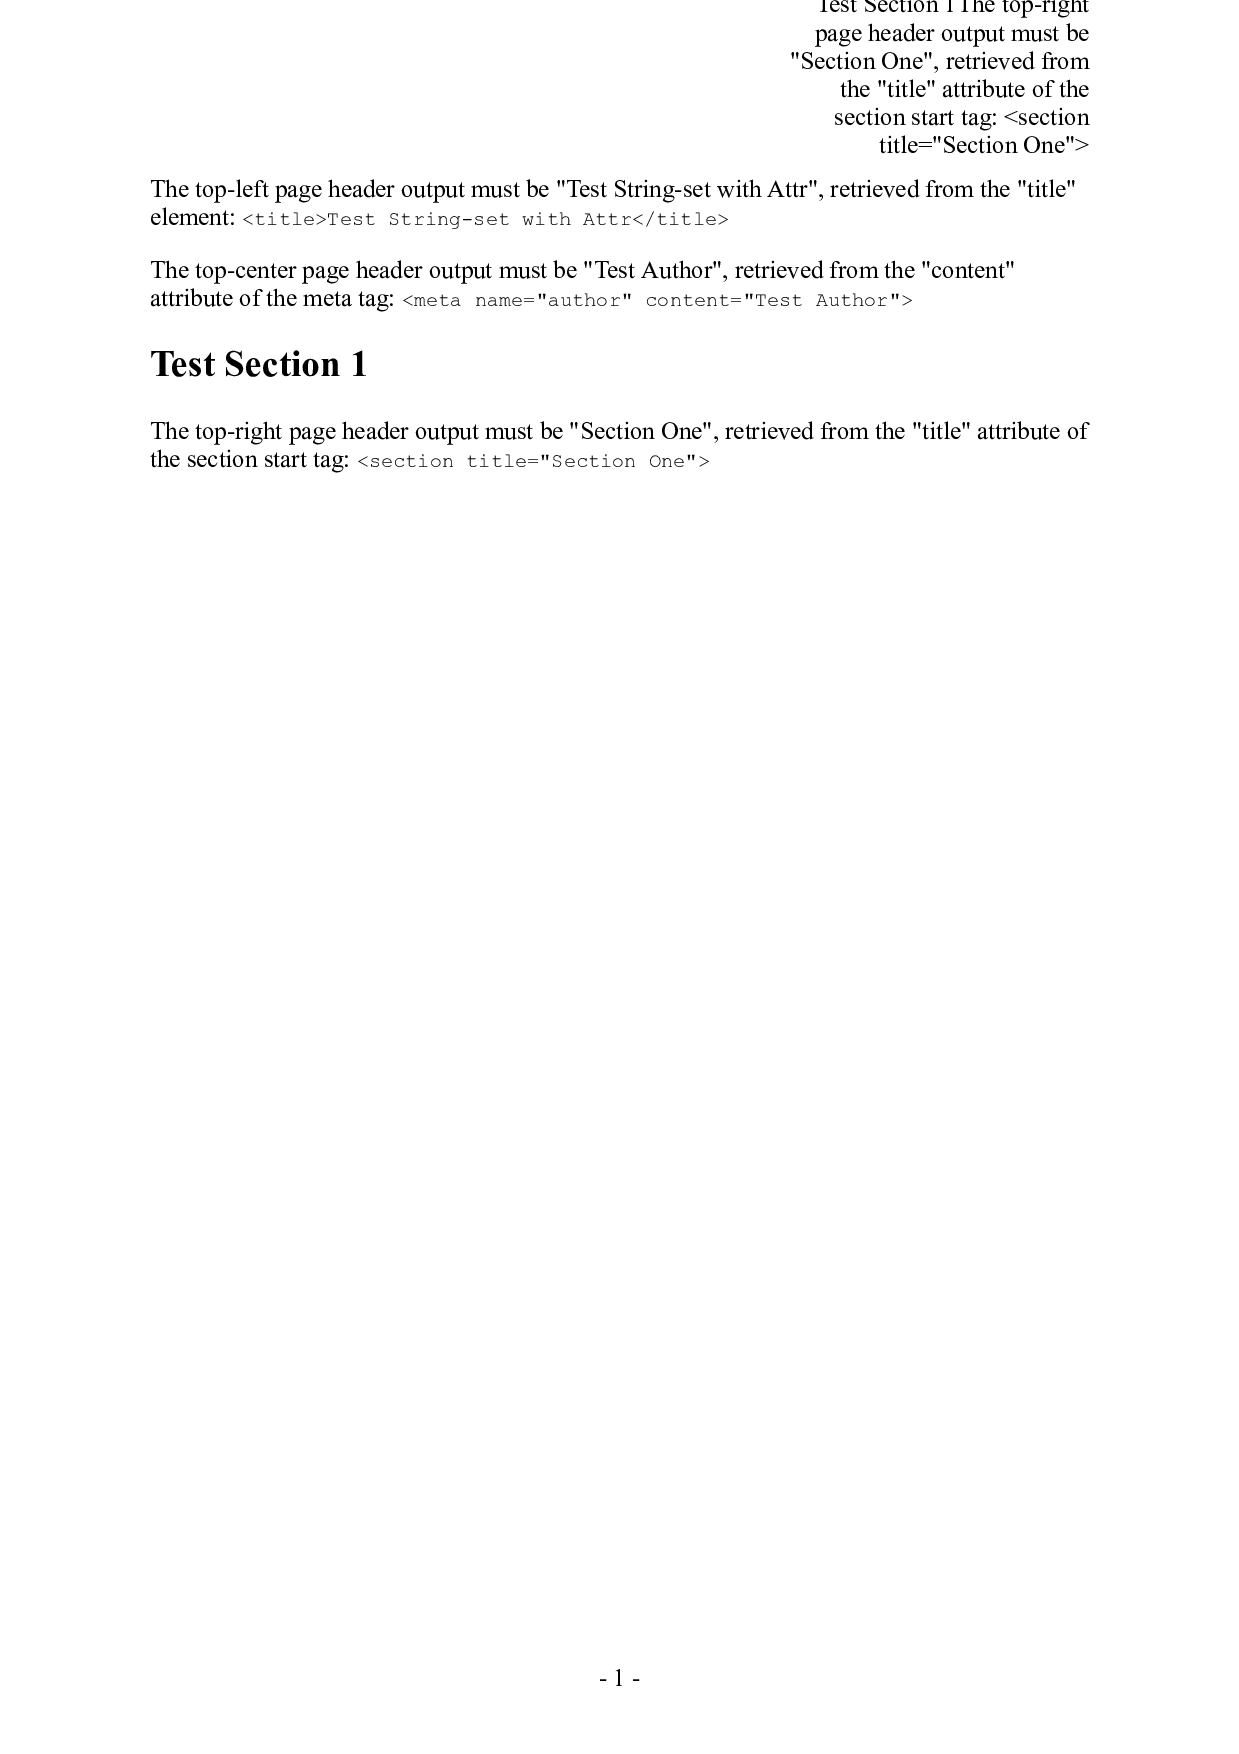 Test Section 1The top-right
page header output must be
"Section One", retrieved from
the "title" attribute of the
section start tag: <section
title="Section One">
The top-left page header output must be "Test String-set with Attr", retrieved from the "title"
element: <title>Test String-set with Attr</title>
The top-center page header output must be "Test Author", retrieved from the "content"
attribute of the meta tag: <meta name="author" content="Test Author">
Test Section 1
The top-right page header output must be "Section One", retrieved from the "title" attribute of
the section start tag: <section title="Section One">
- 1 -